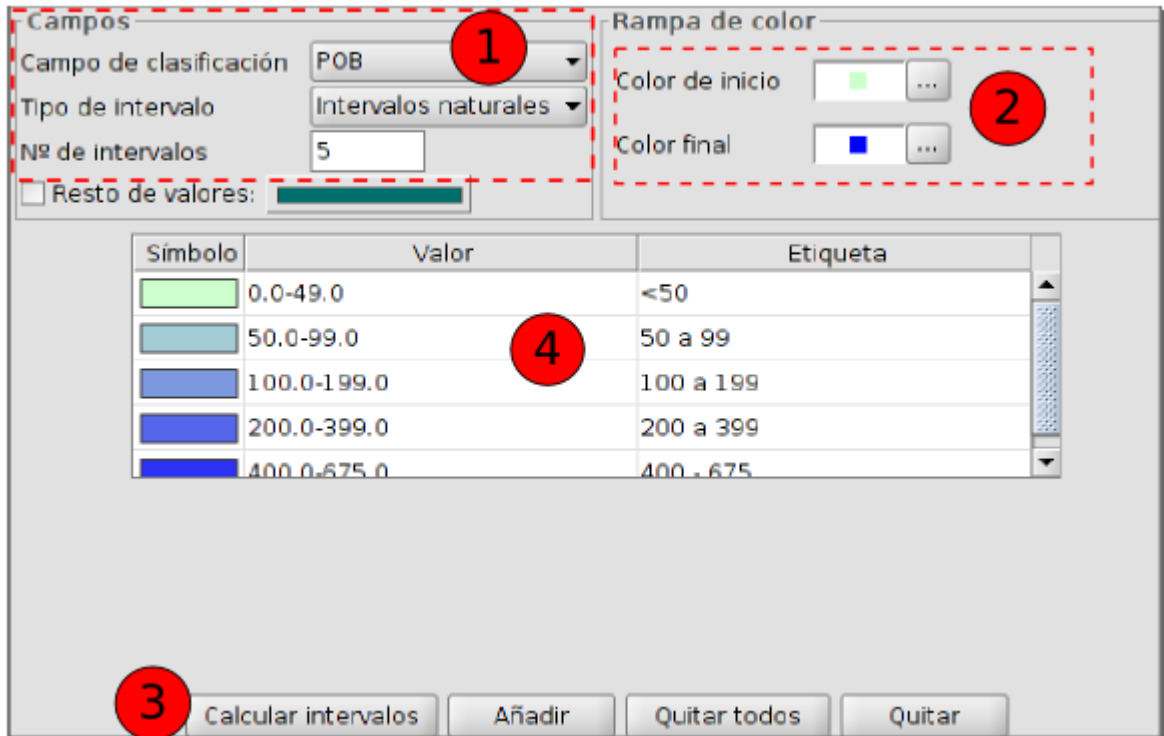 Campos
Campo de clasificación POB
Tipo de intervalo Intervalos naturales
Nº de intervalos 5
Resto de valores:
1
Rampa de color
Color de inicio ...
Color final ...
2
Símbolo Valor Etiqueta
0.0-49.0 <50
50.0-99.0 50 a 99
100.0-199.0 100 a 199
200.0-399.0 200 a 399
400.0-675.0 400 - 675
4
3
Calcular intervalos Añadir Quitar todos Quitar